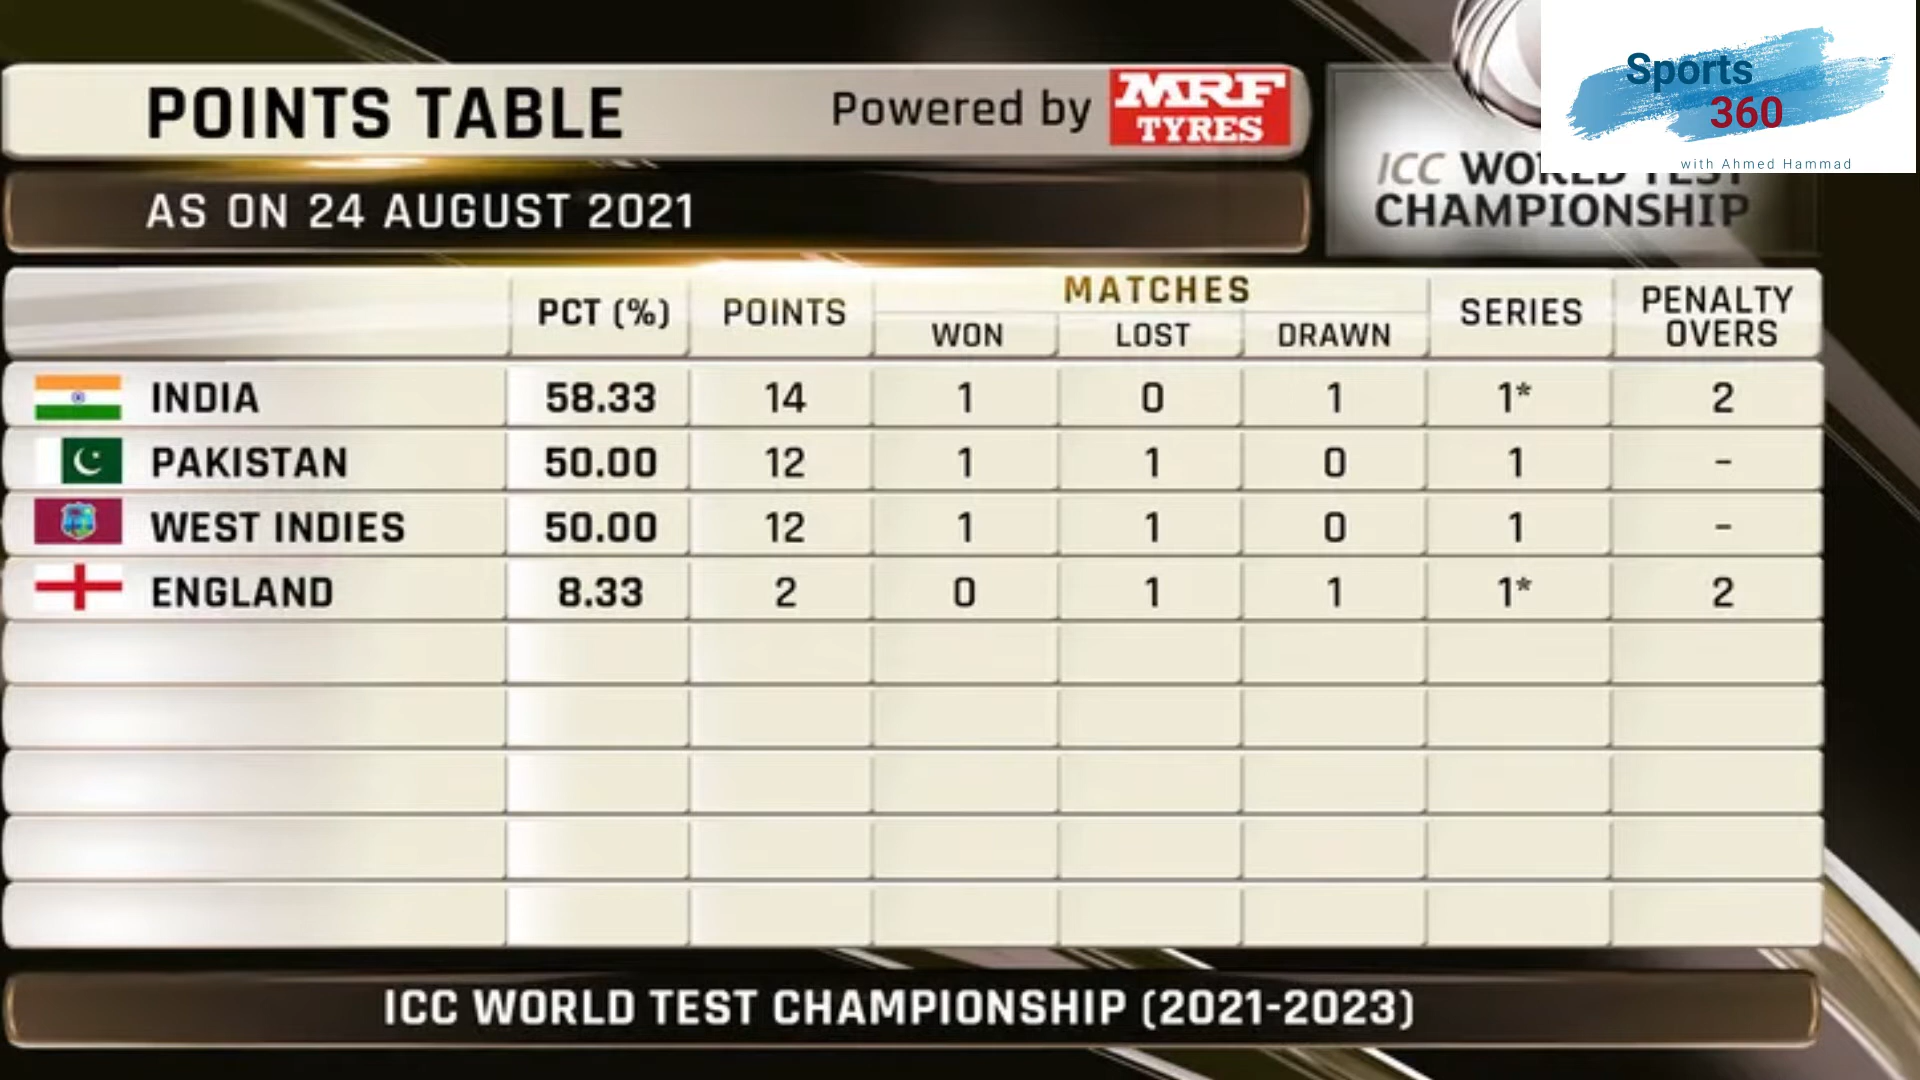 POINTS TABLE Powered by MRF TYRES
AS ON 24 AUGUST 2021
Sports
360
with Ahmed Hammad
ICC WORLD TEST
CHAMPIONSHIP
PCT (%) POINTS MATCHES SERIES PENALTY OVERS
WON LOST DRAWN
INDIA 58.33 14 1 0 1 1* 2
PAKISTAN 50.00 12 1 1 0 1 -
WEST INDIES 50.00 12 1 1 0 1 -
ENGLAND 8.33 2 0 1 1 1* 2
ICC WORLD TEST CHAMPIONSHIP (2021-2023)